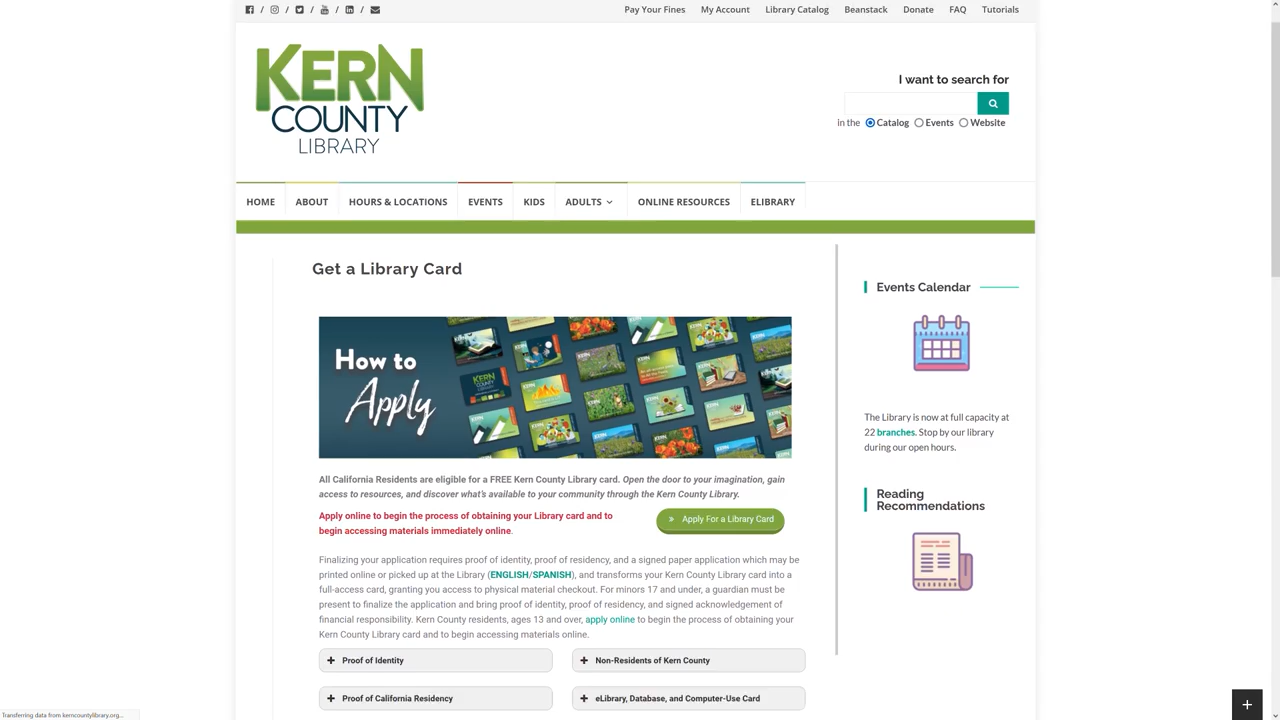 / / / / /
Pay Your Fines My Account Library Catalog Beanstack Donate FAQ Tutorials
KERN
COUNTY
LIBRARY
I want to search for
in the Catalog Events Website
HOME ABOUT HOURS & LOCATIONS EVENTS KIDS ADULTS ONLINE RESOURCES ELIBRARY
Get a Library Card
How to
Apply
All California Residents are eligible for a FREE Kern County Library card. Open the door to your imagination, gain
access to resources, and discover what's available to your community through the Kern County Library.
Apply online to begin the process of obtaining your Library card and to
begin accessing materials immediately online.
» Apply For a Library Card
Finalizing your application requires proof of identity, proof of residency, and a signed paper application which may be
printed online or picked up at the Library (ENGLISH/SPANISH), and transforms your Kern County Library card into a
full-access card, granting you access to physical material checkout. For minors 17 and under, a guardian must be
present to finalize the application and bring proof of identity, proof of residency, and signed acknowledgement of
financial responsibility. Kern County residents, ages 13 and over, apply online to begin the process of obtaining your
Kern County Library card and to begin accessing materials online.
+ Proof of Identity
+ Non-Residents of Kern County
+ Proof of California Residency
+ eLibrary, Database, and Computer-Use Card
Events Calendar
The Library is now at full capacity at
22 branches. Stop by our library
during our open hours.
Reading
Recommendations
+
Transferring data from kerncountylibrary.org...